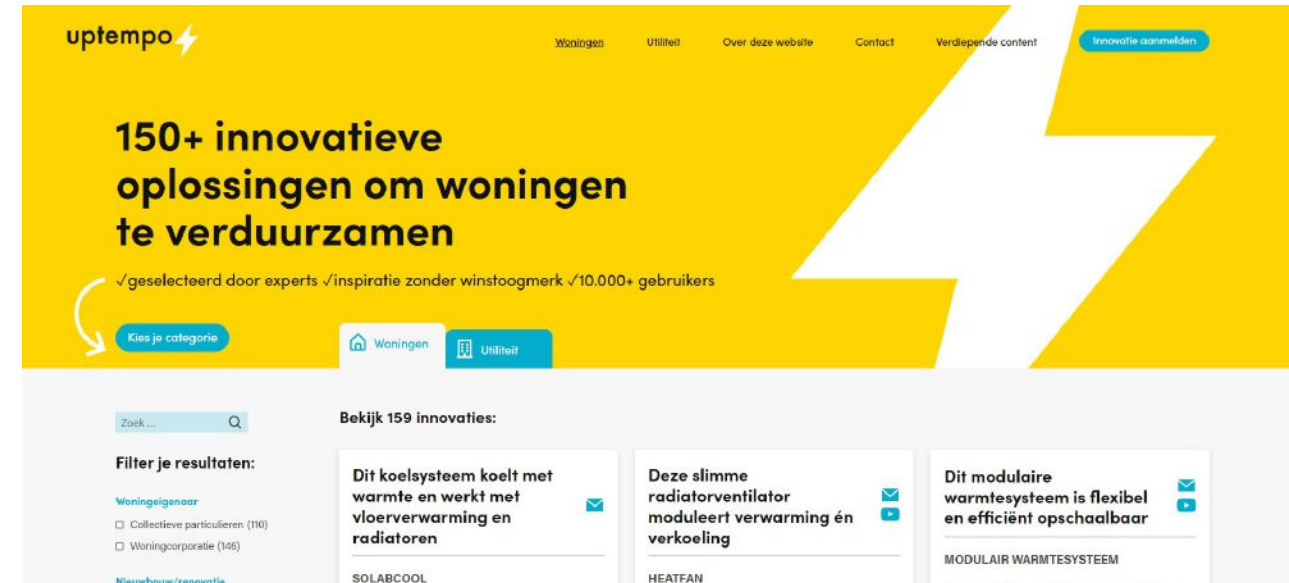 uptempo
Woningen Utiliteit Over deze website Contact Verdiepende content Innovatie aanmelden
150+ innovatieve
oplossingen om woningen
te verduurzamen
✓geselecteerd door experts ✓inspiratie zonder winstoogmerk ✓10.000+ gebruikers
Kies je categorie
Woningen Utiliteit
Zoek ...
Bekijk 159 innovaties:
Filter je resultaten:
Woningeigenaar
☐ Collectieve particulieren (110)
☐ Woningcorporatie (146)
Nieuwbouw/renovatie
Dit koelsysteem koelt met
warmte en werkt met
vloerverwarming en
radiatoren
SOLABCOOL
Deze slimme
radiatorventilator
moduleert verwarming én
verkoeling
HEATFAN
Dit modulaire
warmtesysteem is flexibel
en efficiënt opschaalbaar
MODULAIR WARMTESYSTEEM